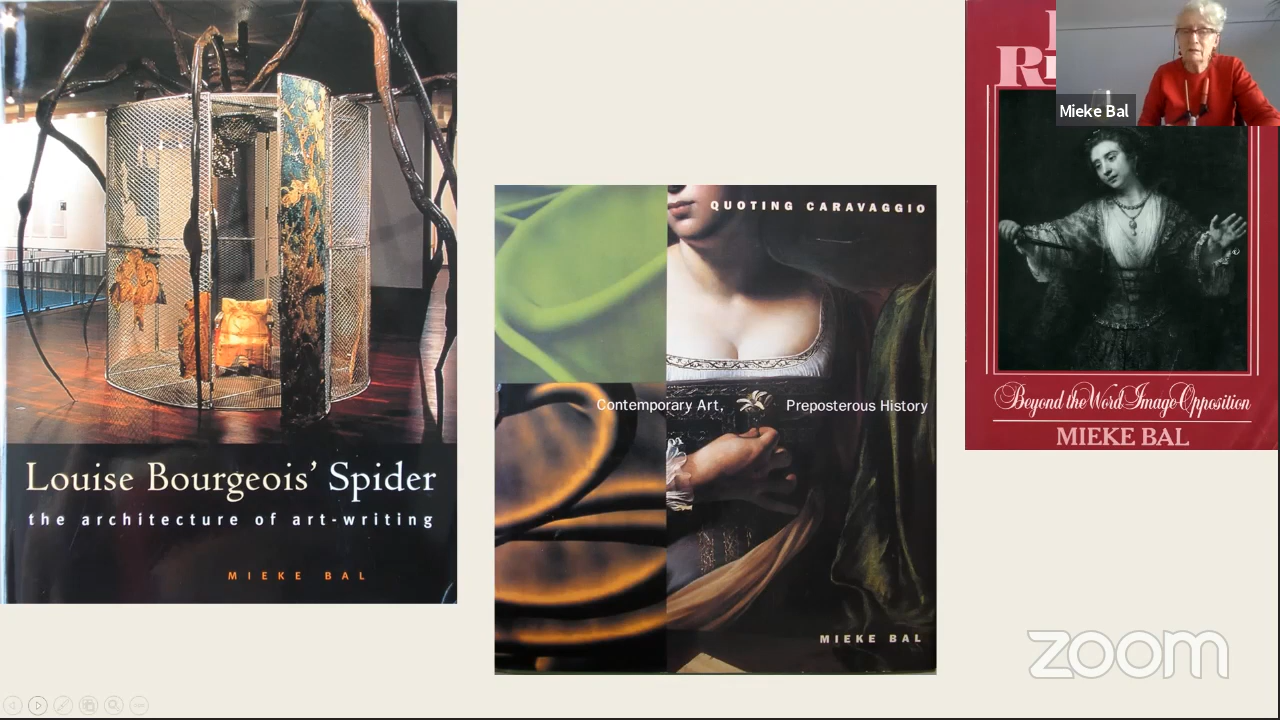 Louise Bourgeois' Spider
the architecture of art-writing
MIEKE BAL
QUOTING CARAVAGGIO
Contemporary Art, Preposterous History
MIEKE BAL
Beyond the Word Image Opposition
MIEKE BAL
Mieke Bal
zoom